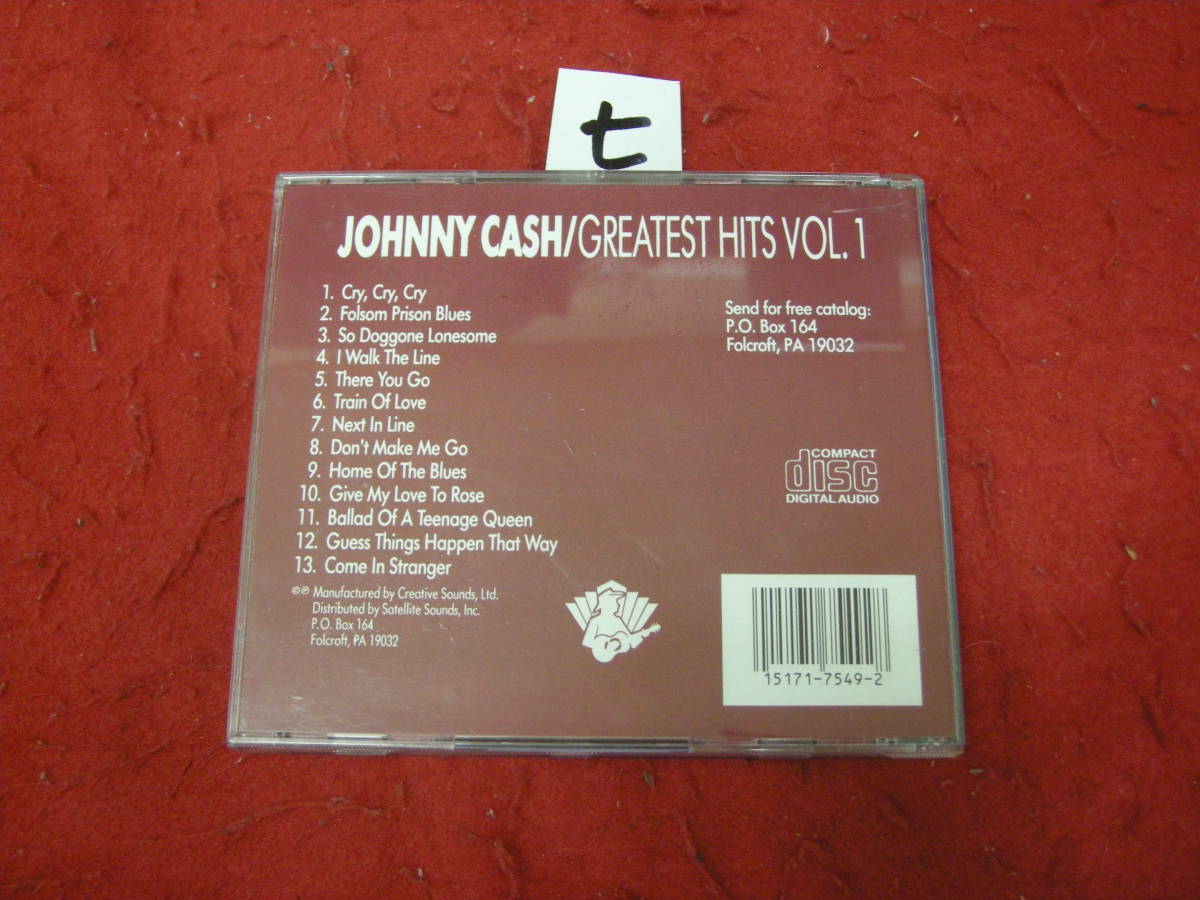 七
JOHNNY CASH/GREATEST HITS VOL. 1
1. Cry, Cry, Cry
2. Folsom Prison Blues
3. So Doggone Lonesome
4. I Walk The Line
5. There You Go
6. Train Of Love
7. Next In Line
8. Don't Make Me Go
9. Home Of The Blues
10. Give My Love To Rose
11. Ballad Of A Teenage Queen
12. Guess Things Happen That Way
13. Come In Stranger
Send for free catalog:
P.O. Box 164
Folcroft, PA 19032
COMPACT
disc
DIGITAL AUDIO
©℗ Manufactured by Creative Sounds, Ltd.
Distributed by Satellite Sounds, Inc.
P.O. Box 164
Folcroft, PA 19032
15171-7549-2